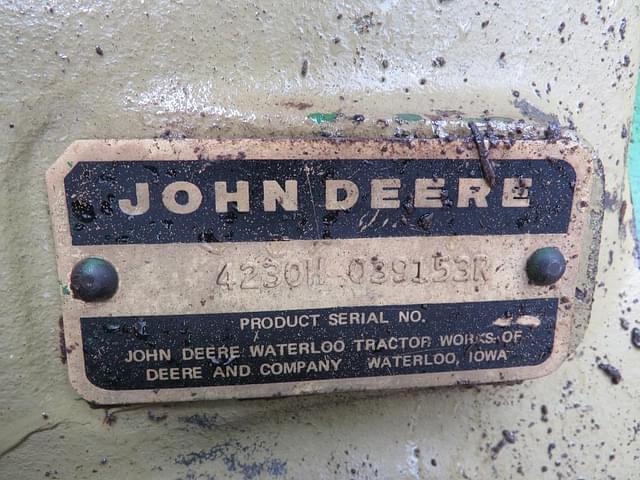 JOHN DEERE
4230H 039153R
PRODUCT SERIAL NO.
JOHN DEERE WATERLOO TRACTOR WORKS OF
DEERE AND COMPANY WATERLOO, IOWA